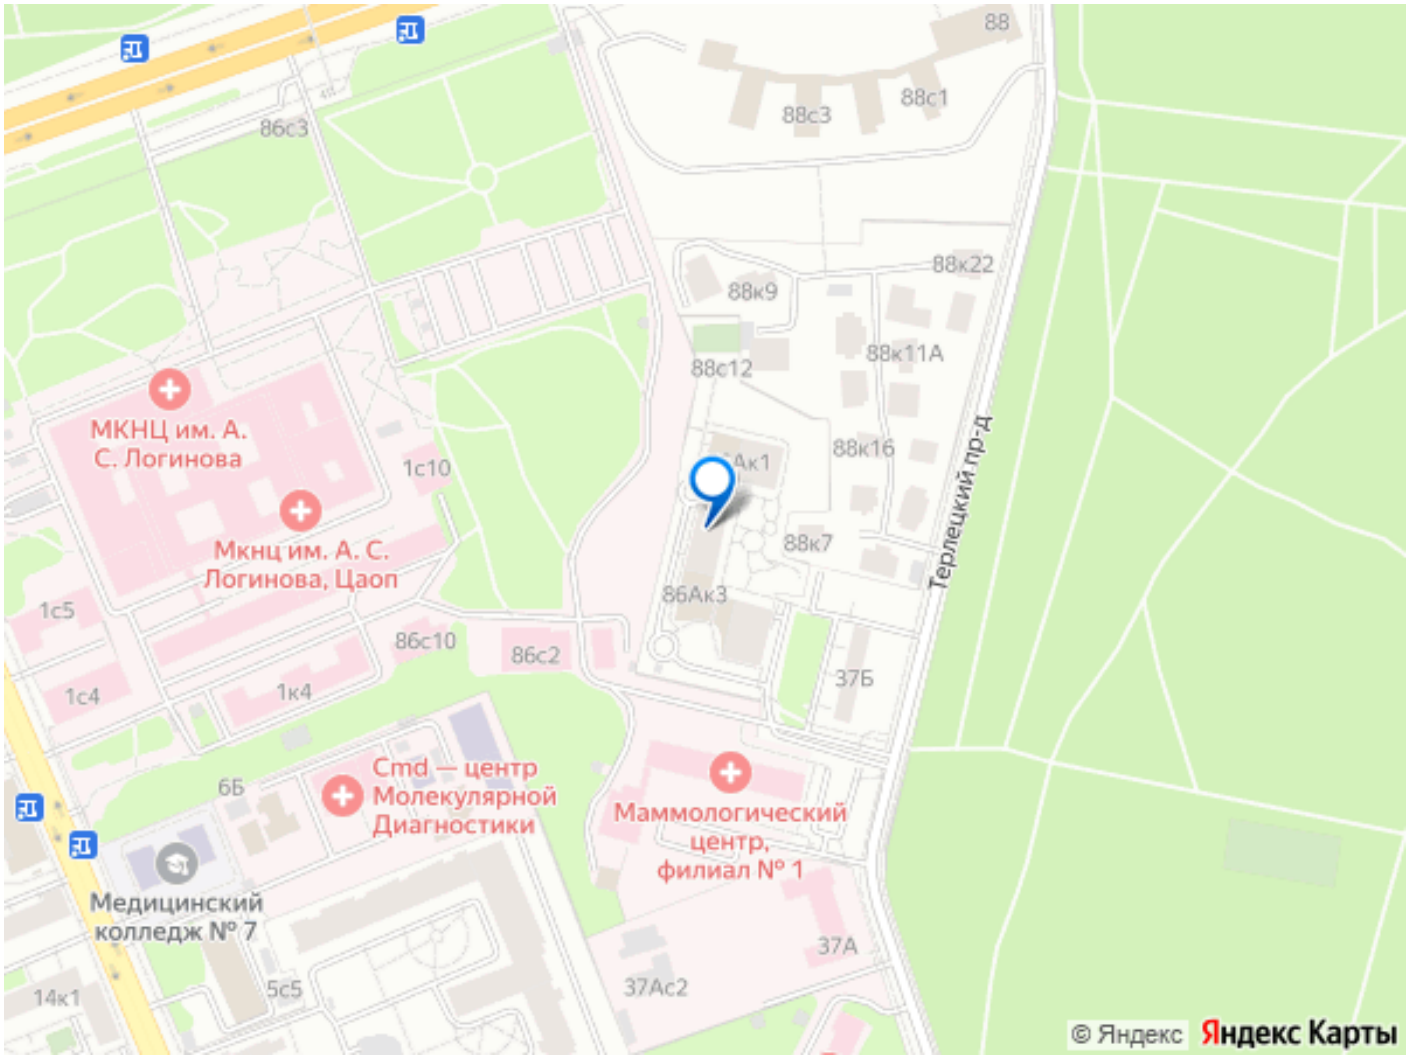 88
88с1
88с3
86с3
88к22
88к9
88к11А
88с12
МКНЦ им. А.
С. Логинова
88к16
Ак1
1с10
Терлецкий пр-д
Мкнц им. А. С.
Логинова, Цаоп
88к7
86Ак3
1с5
86с10
86с2
37Б
1с4
1к4
Cmd — центр
Молекулярной
Диагностики
6Б
Маммологический
центр,
филиал № 1
Медицинский
колледж № 7
37А
37Ас2
5с5
14к1
© Яндекс Яндекс Карты